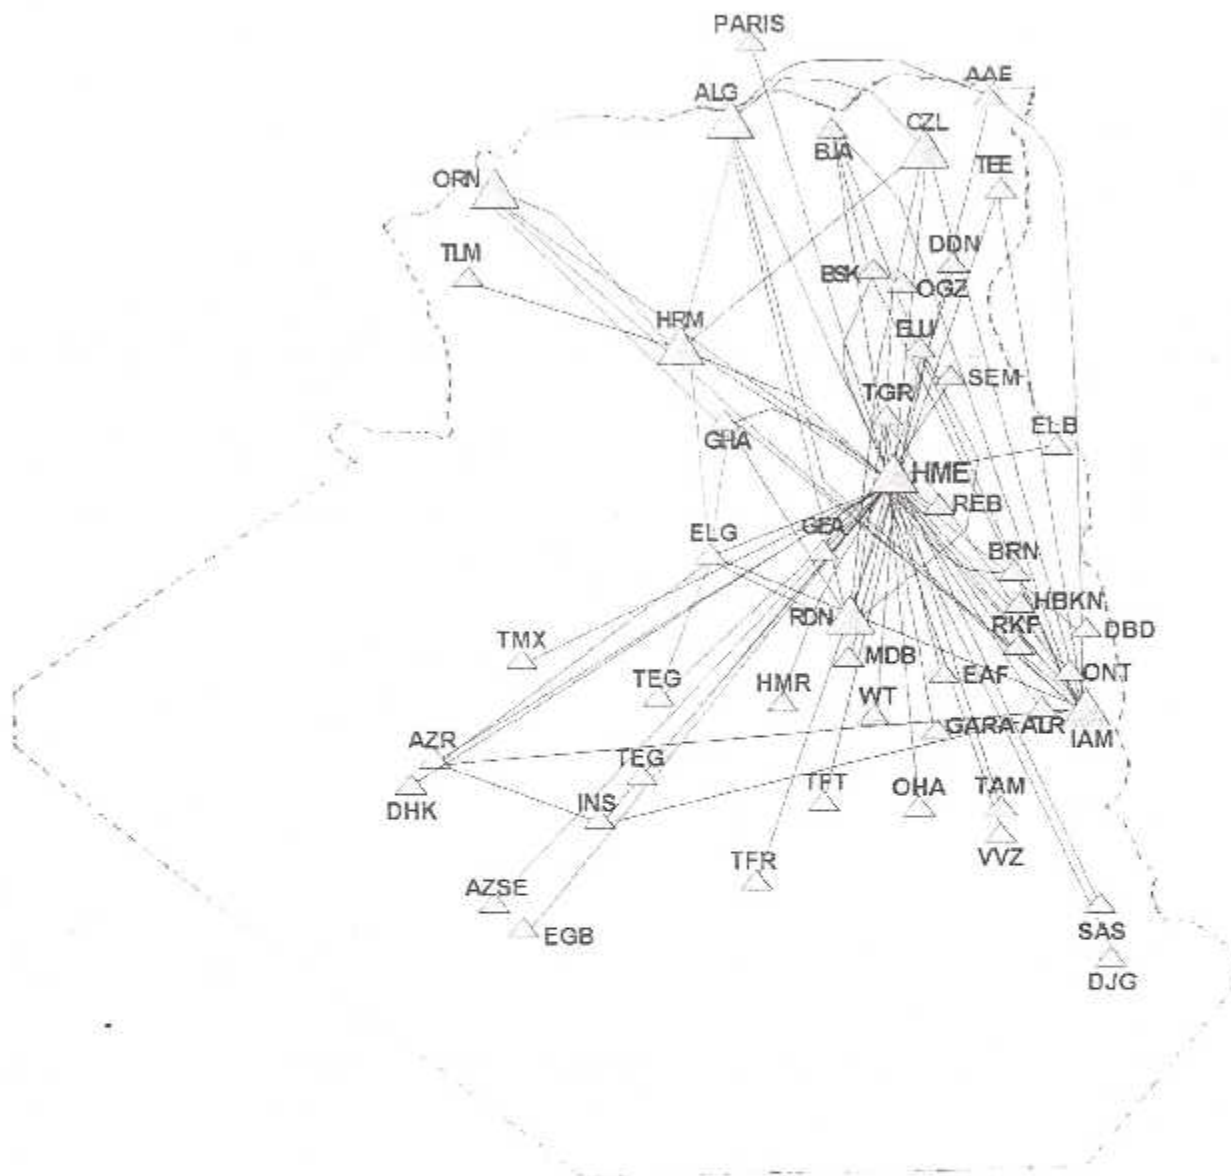 PARIS
AAE
ALG
CZL
BJA
TEE
ORN
DDN
TLM
BSK
OGZ
HRM
ELU
SEM
TGR
ELB
GHA
HME
REB
GEA
ELG
BRN
HBKN
RDN
RKF
DBD
TMX
MDB
ONT
TEG
HMR
EAF
WT
GARA
ALR
IAM
AZR
TEG
TFT
OHA
TAM
DHK
INS
VVZ
TFR
AZSE
EGB
SAS
DJG